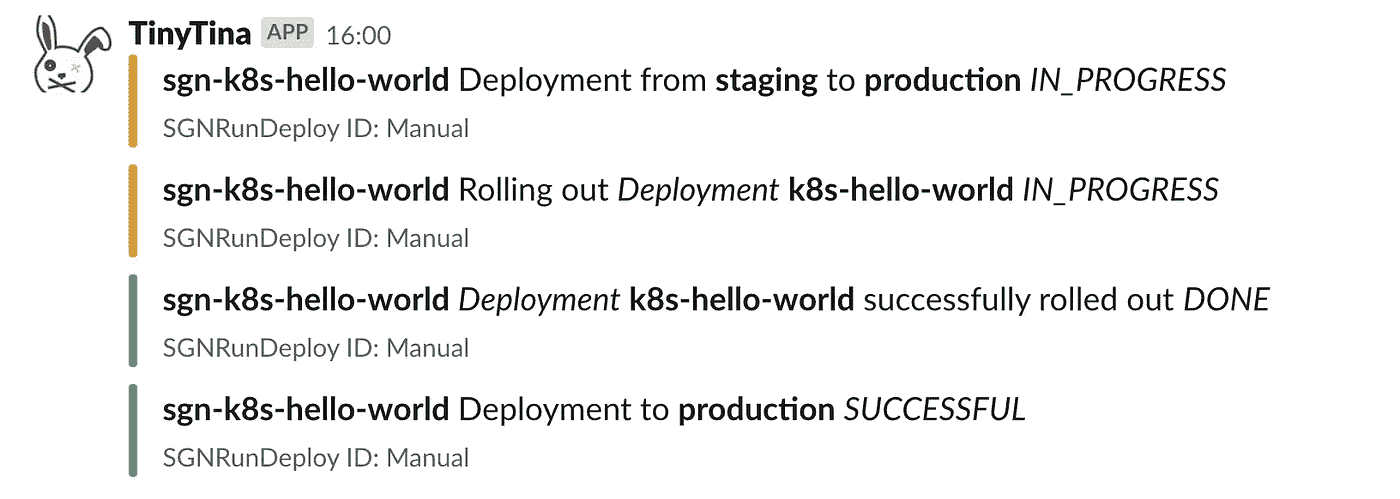 TinyTina APP 16:00
sgn-k8s-hello-world Deployment from staging to production IN_PROGRESS
SGNRunDeploy ID: Manual
sgn-k8s-hello-world Rolling out Deployment k8s-hello-world IN_PROGRESS
SGNRunDeploy ID: Manual
sgn-k8s-hello-world Deployment k8s-hello-world successfully rolled out DONE
SGNRunDeploy ID: Manual
sgn-k8s-hello-world Deployment to production SUCCESSFUL
SGNRunDeploy ID: Manual